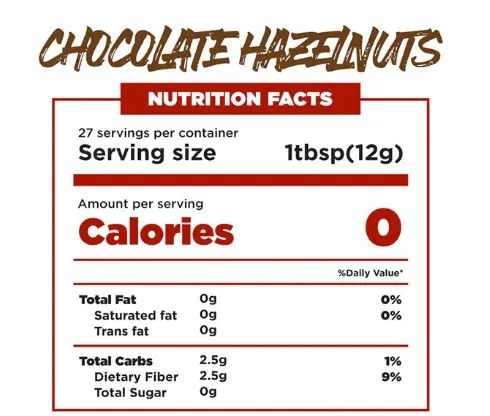 CHOCOLATE HAZELNUTS
NUTRITION FACTS
27 servings per container
Serving size 1tbsp(12g)
Amount per serving
Calories 0
%Daily Value*
Total Fat 0g 0%
Saturated fat 0g 0%
Trans fat 0g
Total Carbs 2.5g 1%
Dietary Fiber 2.5g 9%
Total Sugar 0g